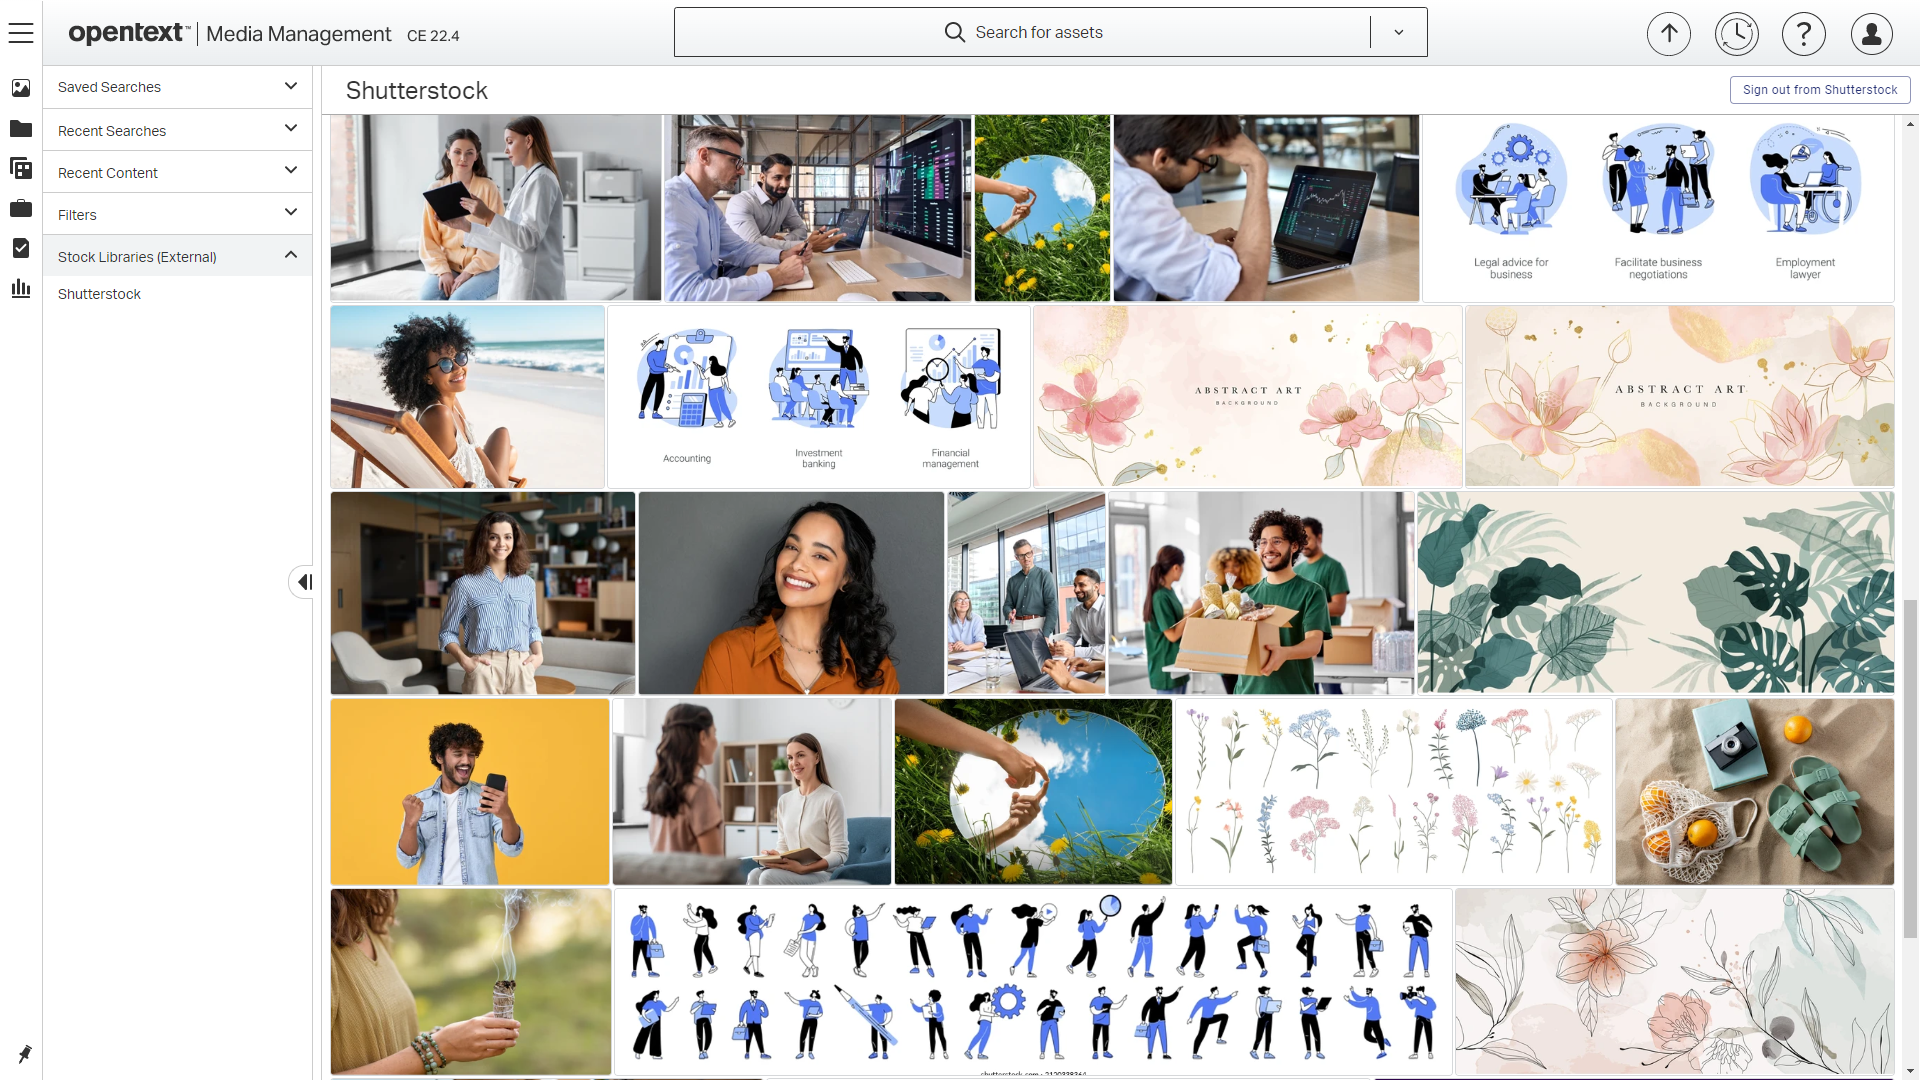 opentext™ | Media Management CE 22.4
Search for assets
Saved Searches
Recent Searches
Recent Content
Filters
Stock Libraries (External)
Shutterstock
Shutterstock
Sign out from Shutterstock
Legal advice for
business
Facilitate business
negotiations
Employment
lawyer
Accounting
Investment
banking
Financial
management
ABSTRACT ART
BACKGROUND
ABSTRACT ART
BACKGROUND